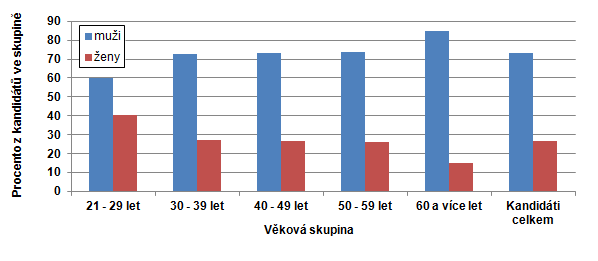 Procento z kandidátů ve skupině
90
80
70
60
50
40
30
20
10
0
muži
ženy
21 - 29 let
30 - 39 let
40 - 49 let
50 - 59 let
60 a více let
Kandidáti
celkem
Věková skupina